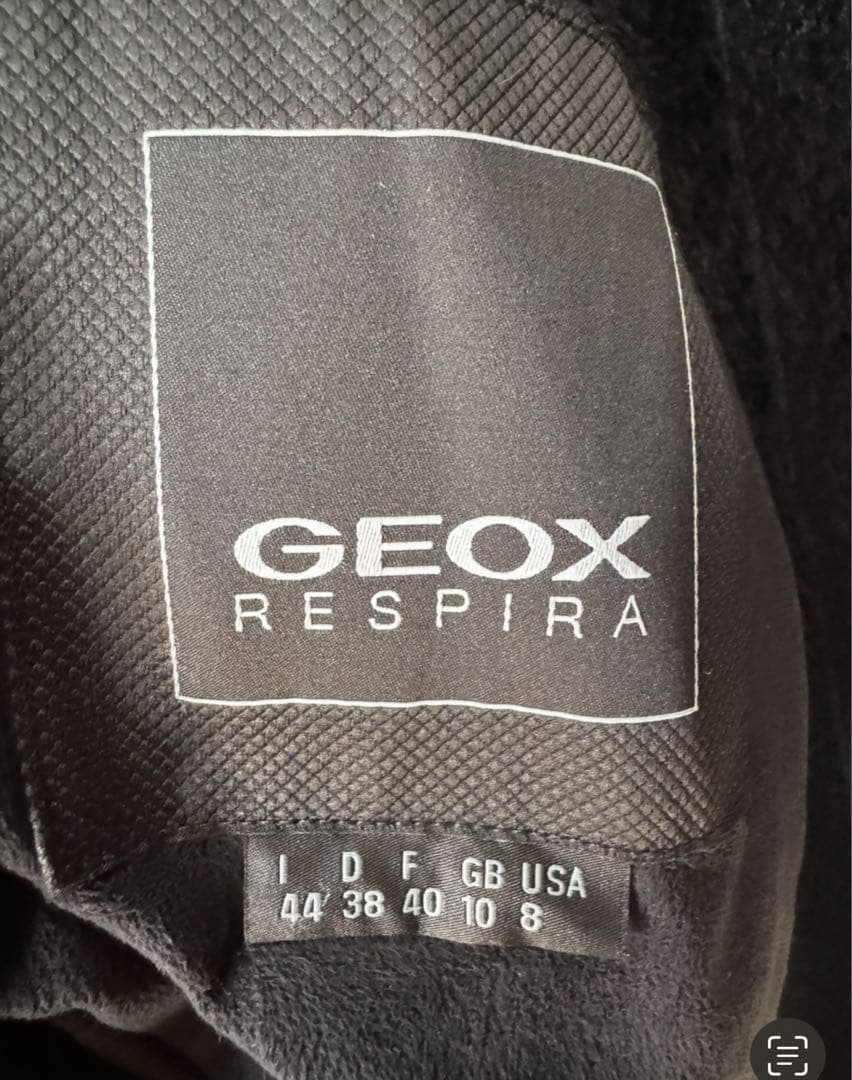 GEOX
RESPIRA
I D F GB USA
44 38 40 10 8